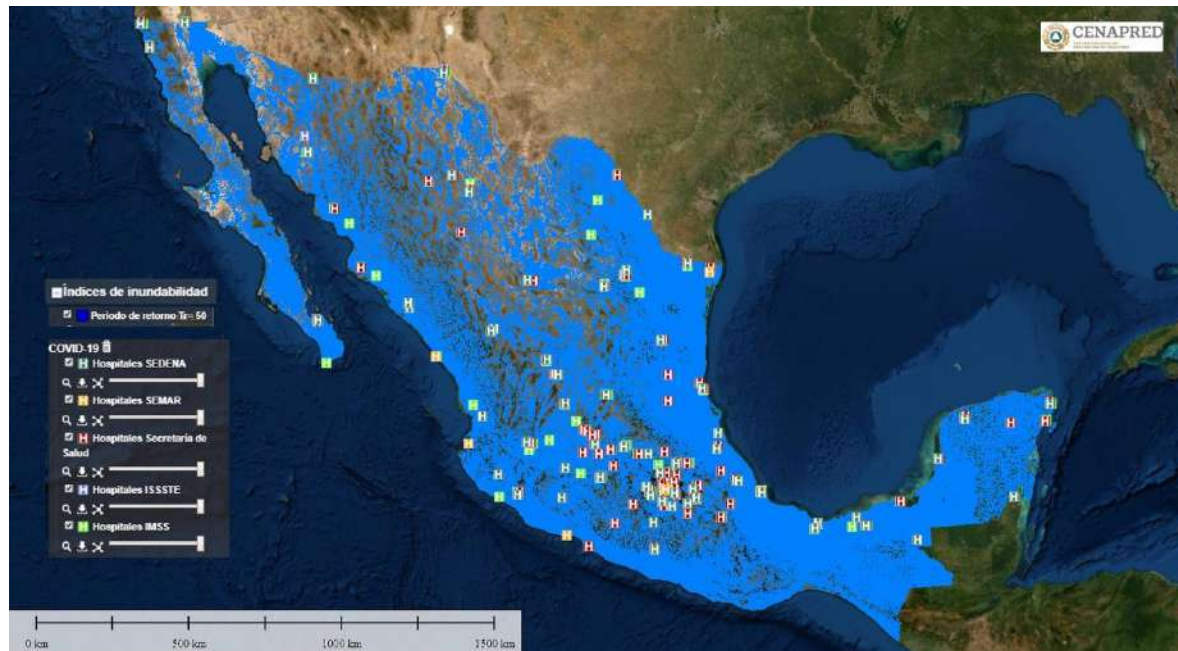 CENAPRED
Índices de inundabilidad
Periodo de retorno Tr= 50
COVID-19
H Hospitales SEDENA
H Hospitales SEMAR
H Hospitales Secretaría de
Salud
H Hospitales ISSSTE
H Hospitales IMSS
0 km 500 km 1000 km 1500 km